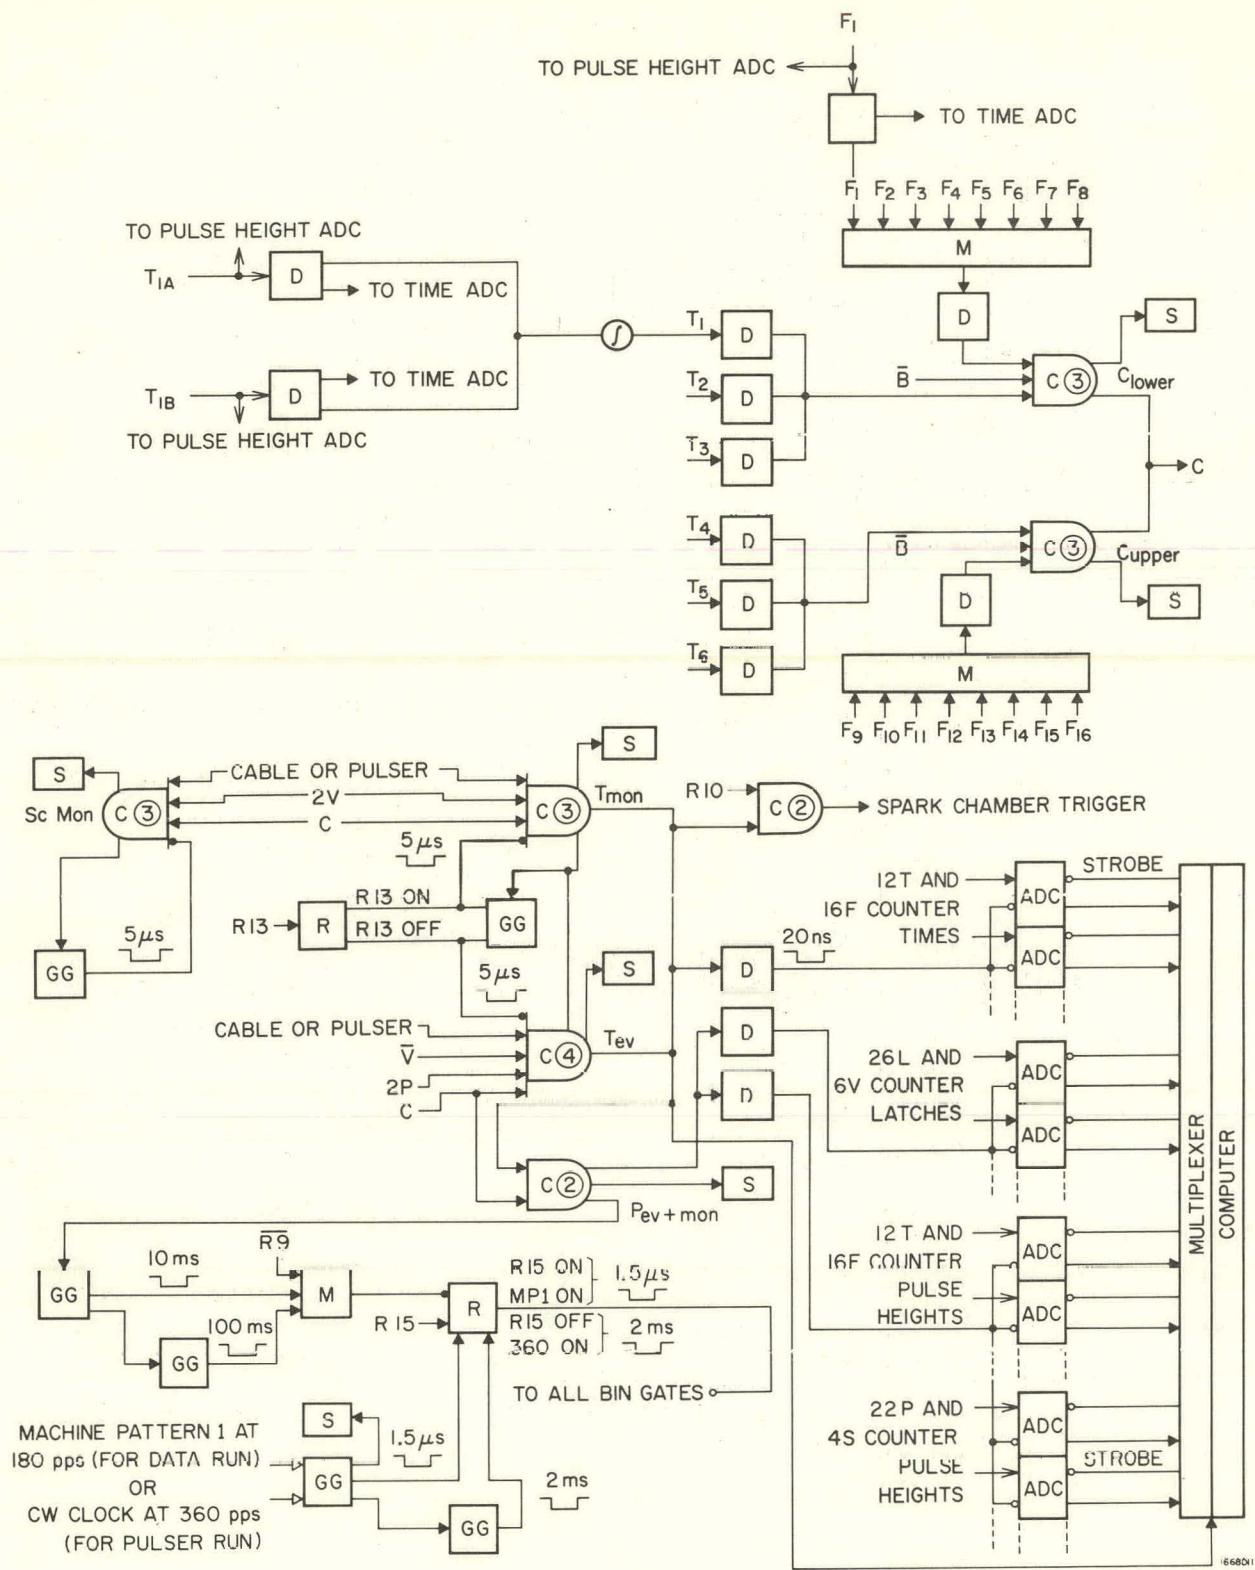 F1
TO PULSE HEIGHT ADC
TO TIME ADC
F1 F2 F3 F4 F5 F6 F7 F8
M
D
S
C③
Clower
TO PULSE HEIGHT ADC
T1A
D
TO TIME ADC
∫
T1B
D
TO TIME ADC
TO PULSE HEIGHT ADC
T1
D
T2
D
T3
D
B̅
C
T4
D
T5
D
T6
D
B̅
C③
Cupper
S
D
M
F9 F10 F11 F12 F13 F14 F15 F16
S
Sc Mon
C③
CABLE OR PULSER
2V
C
S
C③
Tmon
5μs
R10
C②
SPARK CHAMBER TRIGGER
GG
5μs
R13
R
R13 ON
R13 OFF
GG
5μs
S
CABLE OR PULSER
V̅
2P
C
C④
Tev
D
20ns
D
D
C②
S
Pev+mon
12T AND
16F COUNTER
TIMES
ADC
ADC
STROBE
26L AND
6V COUNTER
LATCHES
ADC
ADC
12T AND
16F COUNTER
PULSE
HEIGHTS
ADC
ADC
22P AND
4S COUNTER
PULSE
HEIGHTS
ADC
ADC
STROBE
MULTIPLEXER
COMPUTER
GG
10ms
R̅9̅
M
100ms
GG
R15
R
R15 ON
MP1 ON
1.5μs
R15 OFF
360 ON
2ms
TO ALL BIN GATES
MACHINE PATTERN 1 AT
180 pps (FOR DATA RUN)
OR
CW CLOCK AT 360 pps
(FOR PULSER RUN)
S
GG
1.5μs
GG
2ms